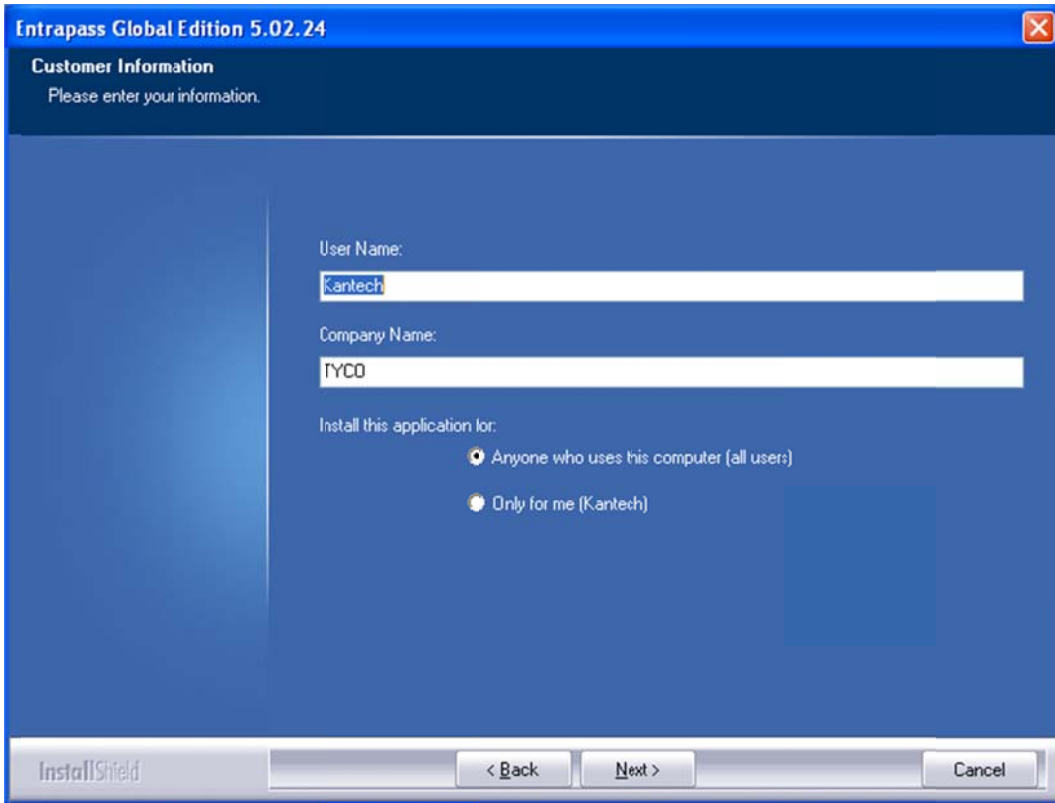 Entrapass Global Edition 5.02.24
Customer Information
Please enter your information.
User Name:
Kantech
Company Name:
TYCO
Install this application for:
Anyone who uses this computer (all users)
Only for me (Kantech)
InstallShield
< Back
Next >
Cancel